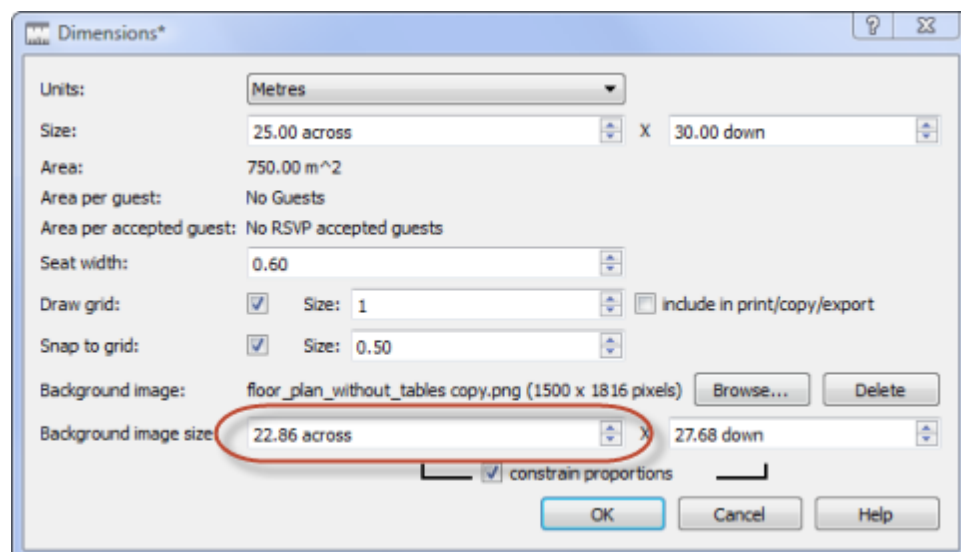 Dimensions*
Units: Metres
Size: 25.00 across X 30.00 down
Area: 750.00 m^2
Area per guest: No Guests
Area per accepted guest: No RSVP accepted guests
Seat width: 0.60
Draw grid: Size: 1 include in print/copy/export
Snap to grid: Size: 0.50
Background image: floor_plan_without_tables copy.png (1500 x 1816 pixels) Browse... Delete
Background image size 22.86 across X 27.68 down
constrain proportions
OK Cancel Help